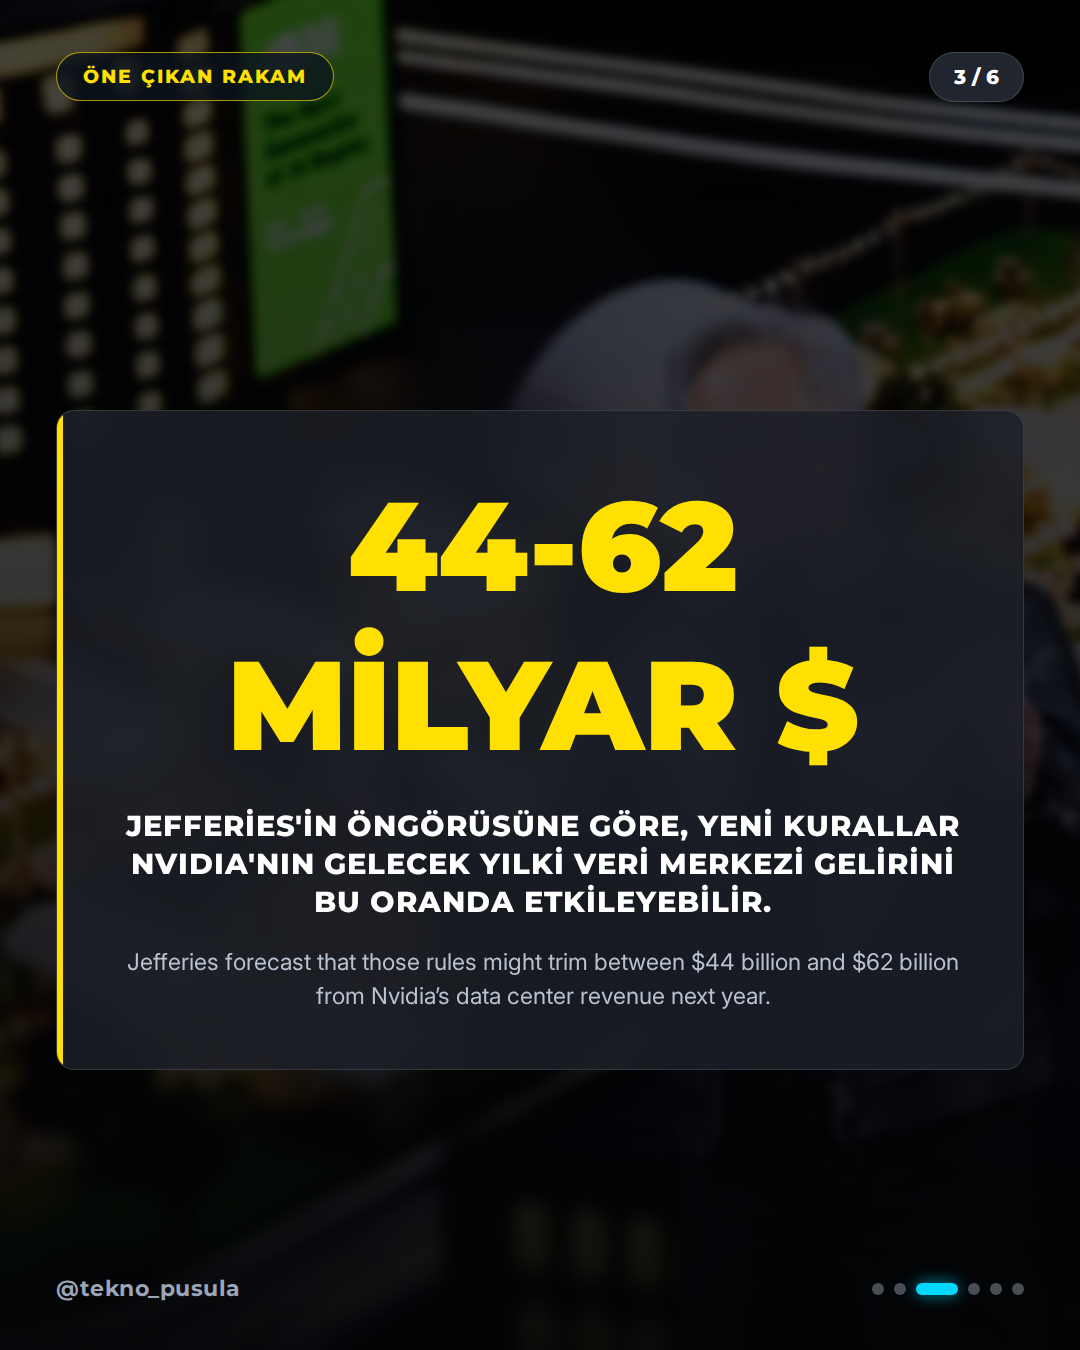 ÖNE ÇIKAN RAKAM
3 / 6
44-62
MİLYAR $
JEFFERİES'İN ÖNGÖRÜSÜNE GÖRE, YENİ KURALLAR
NVIDIA'NIN GELECEK YILKİ VERİ MERKEZİ GELİRİNİ
BU ORANDA ETKİLEYEBİLİR.
Jefferies forecast that those rules might trim between $44 billion and $62 billion
from Nvidia’s data center revenue next year.
@tekno_pusula